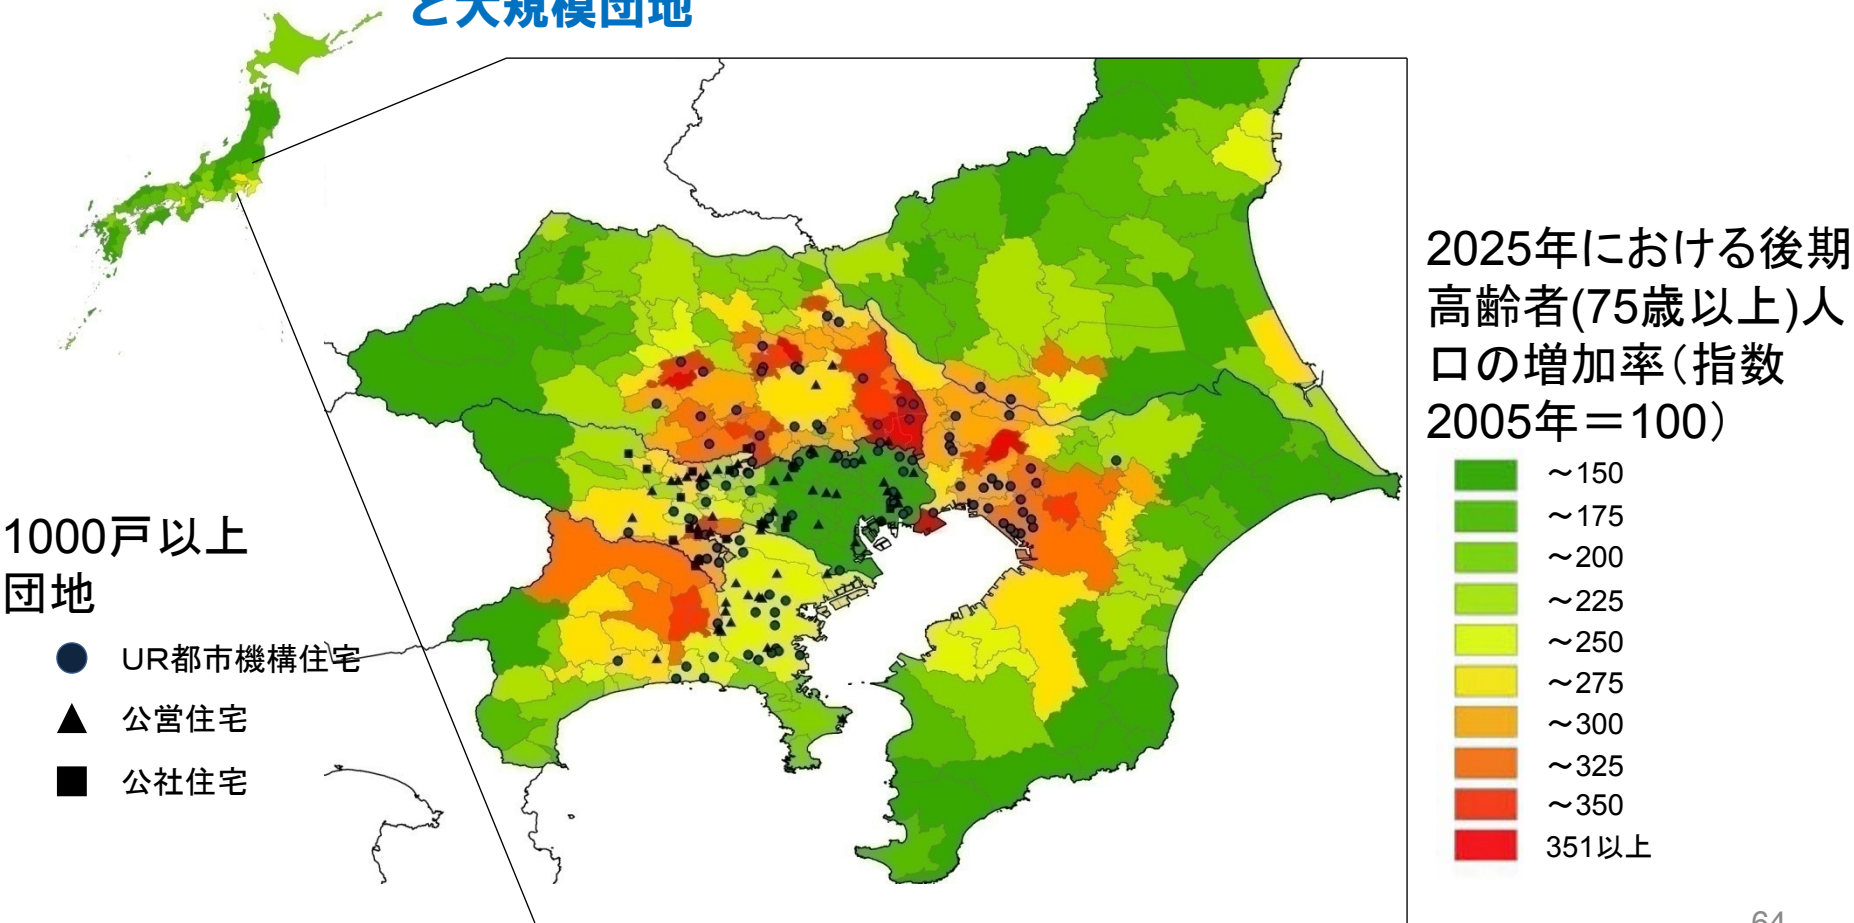 と大規模団地
2025年における後期
高齢者(75歳以上)人
口の増加率（指数
2005年＝100）
～150
～175
～200
～225
～250
～275
～300
～325
～350
351以上
1000戸以上
団地
UR都市機構住宅
公営住宅
公社住宅
64